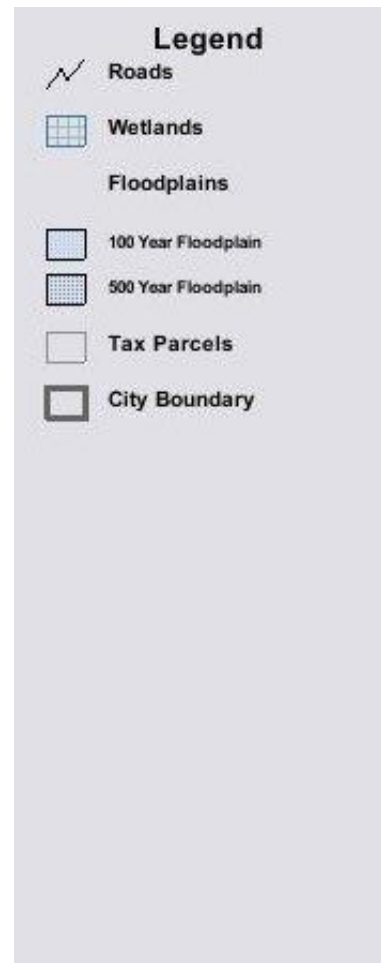 Legend
Roads
Wetlands
Floodplains
100 Year Floodplain
500 Year Floodplain
Tax Parcels
City Boundary